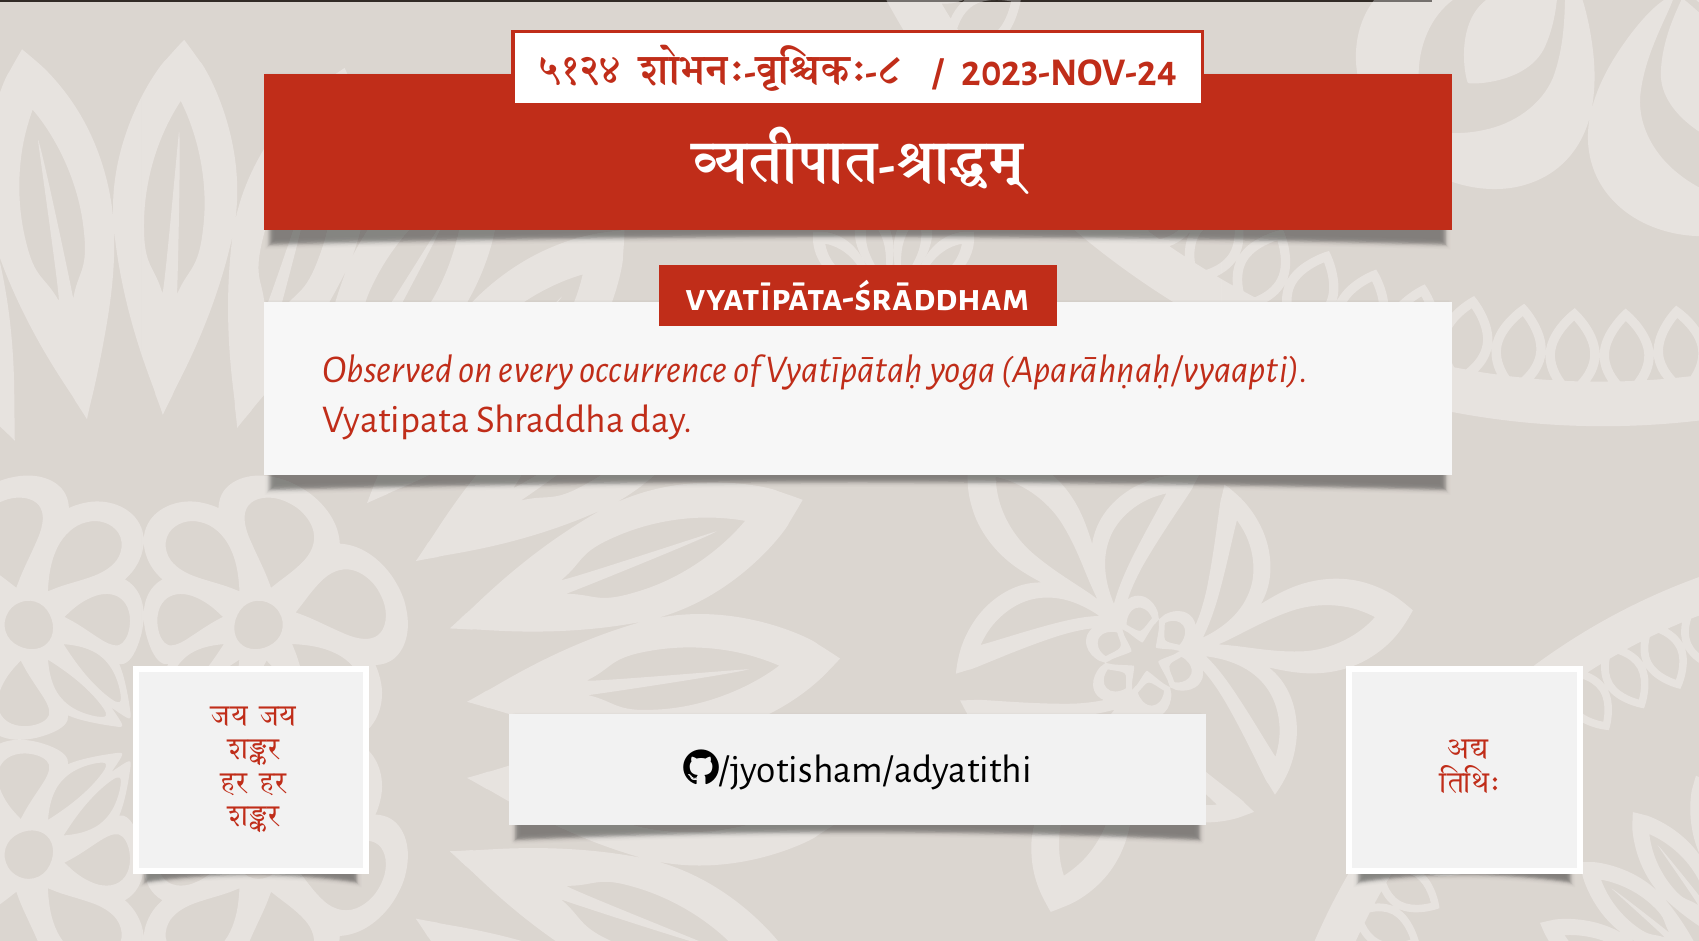 ५१२४ शोभनः-वृश्चिकः-८ / 2023-NOV-24
व्यतीपात-श्राद्धम्
VYATĪPĀTA-ŚRĀDDHAM
Observed on every occurrence of Vyatīpātaḥ yoga (Aparāhṇaḥ/vyaapti).
Vyatipata Shraddha day.
जय जय
शङ्कर
हर हर
शङ्कर
/jyotisham/adyatithi
अद्य
तिथिः